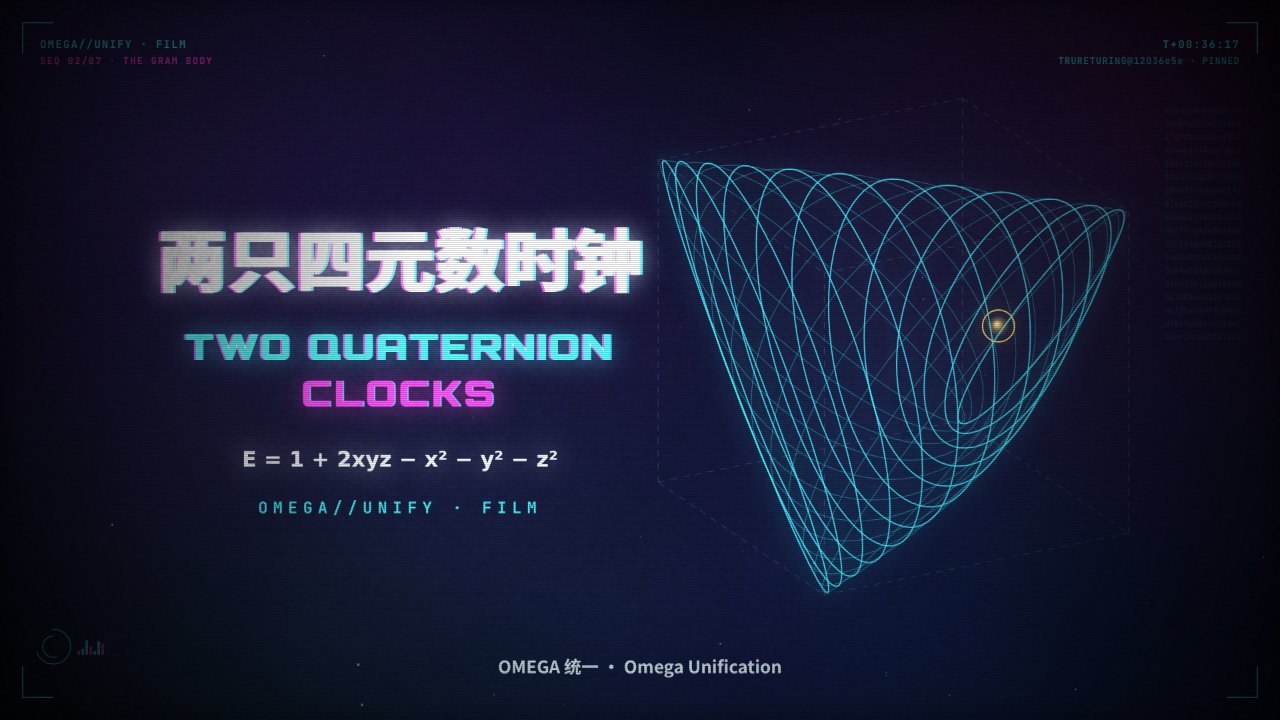 OMEGA//UNIFY · FILM
SEQ 02/07 · THE GRAM BODY
T+00:36:17
TRURETURING@12036e5e · PINNED
两只四元数时钟
TWO QUATERNION
CLOCKS
E = 1 + 2xyz − x² − y² − z²
OMEGA//UNIFY · FILM
OMEGA 统一 · Omega Unification